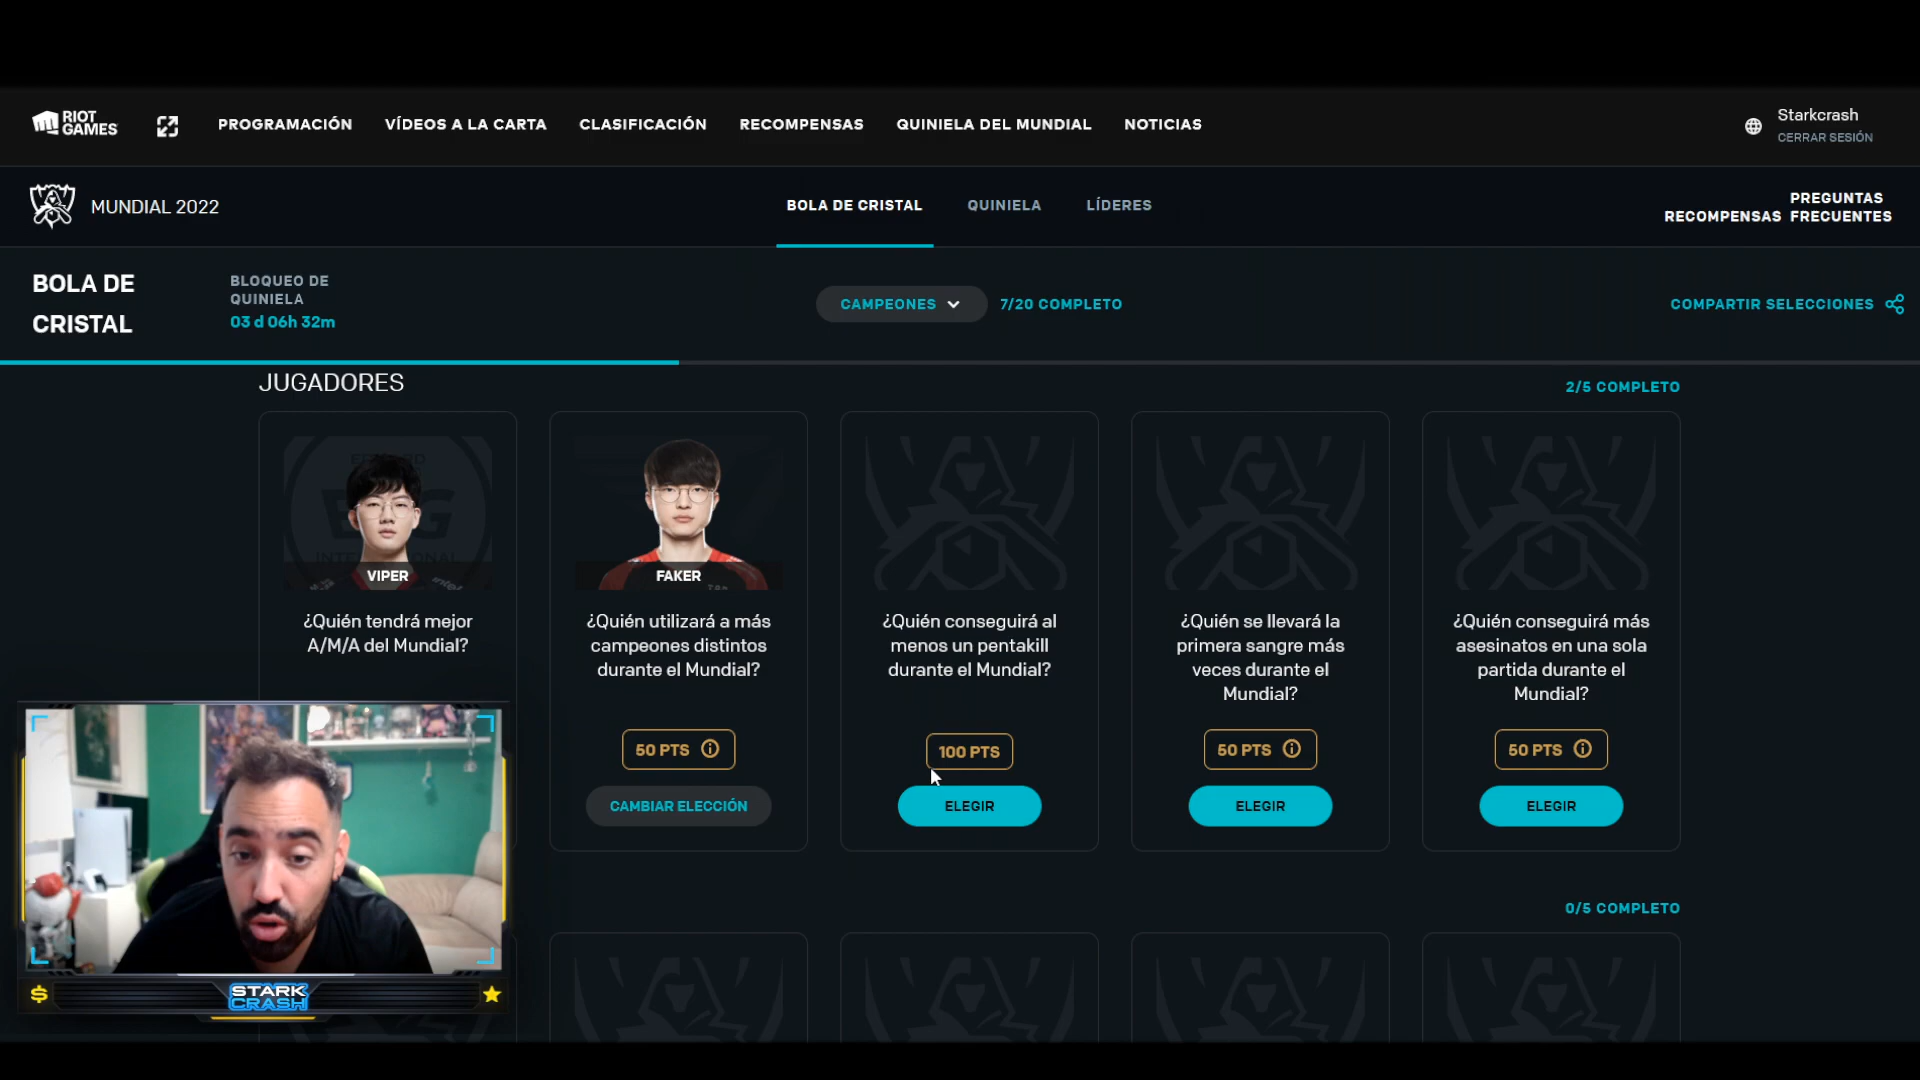 RIOT GAMES
PROGRAMACIÓN
VÍDEOS A LA CARTA
CLASIFICACIÓN
RECOMPENSAS
QUINIELA DEL MUNDIAL
NOTICIAS
Starkcrash
CERRAR SESIÓN
MUNDIAL 2022
BOLA DE CRISTAL
QUINIELA
LÍDERES
RECOMPENSAS
PREGUNTAS
FRECUENTES
BOLA DE
CRISTAL
BLOQUEO DE
QUINIELA
03 d 06h 32m
CAMPEONES
7/20 COMPLETO
COMPARTIR SELECCIONES
JUGADORES
2/5 COMPLETO
VIPER
¿Quién tendrá mejor
A/M/A del Mundial?
FAKER
¿Quién utilizará a más
campeones distintos
durante el Mundial?
50 PTS
CAMBIAR ELECCIÓN
¿Quién conseguirá al
menos un pentakill
durante el Mundial?
100 PTS
ELEGIR
¿Quién se llevará la
primera sangre más
veces durante el
Mundial?
50 PTS
ELEGIR
¿Quién conseguirá más
asesinatos en una sola
partida durante el
Mundial?
50 PTS
ELEGIR
0/5 COMPLETO
$
STARK
CRASH